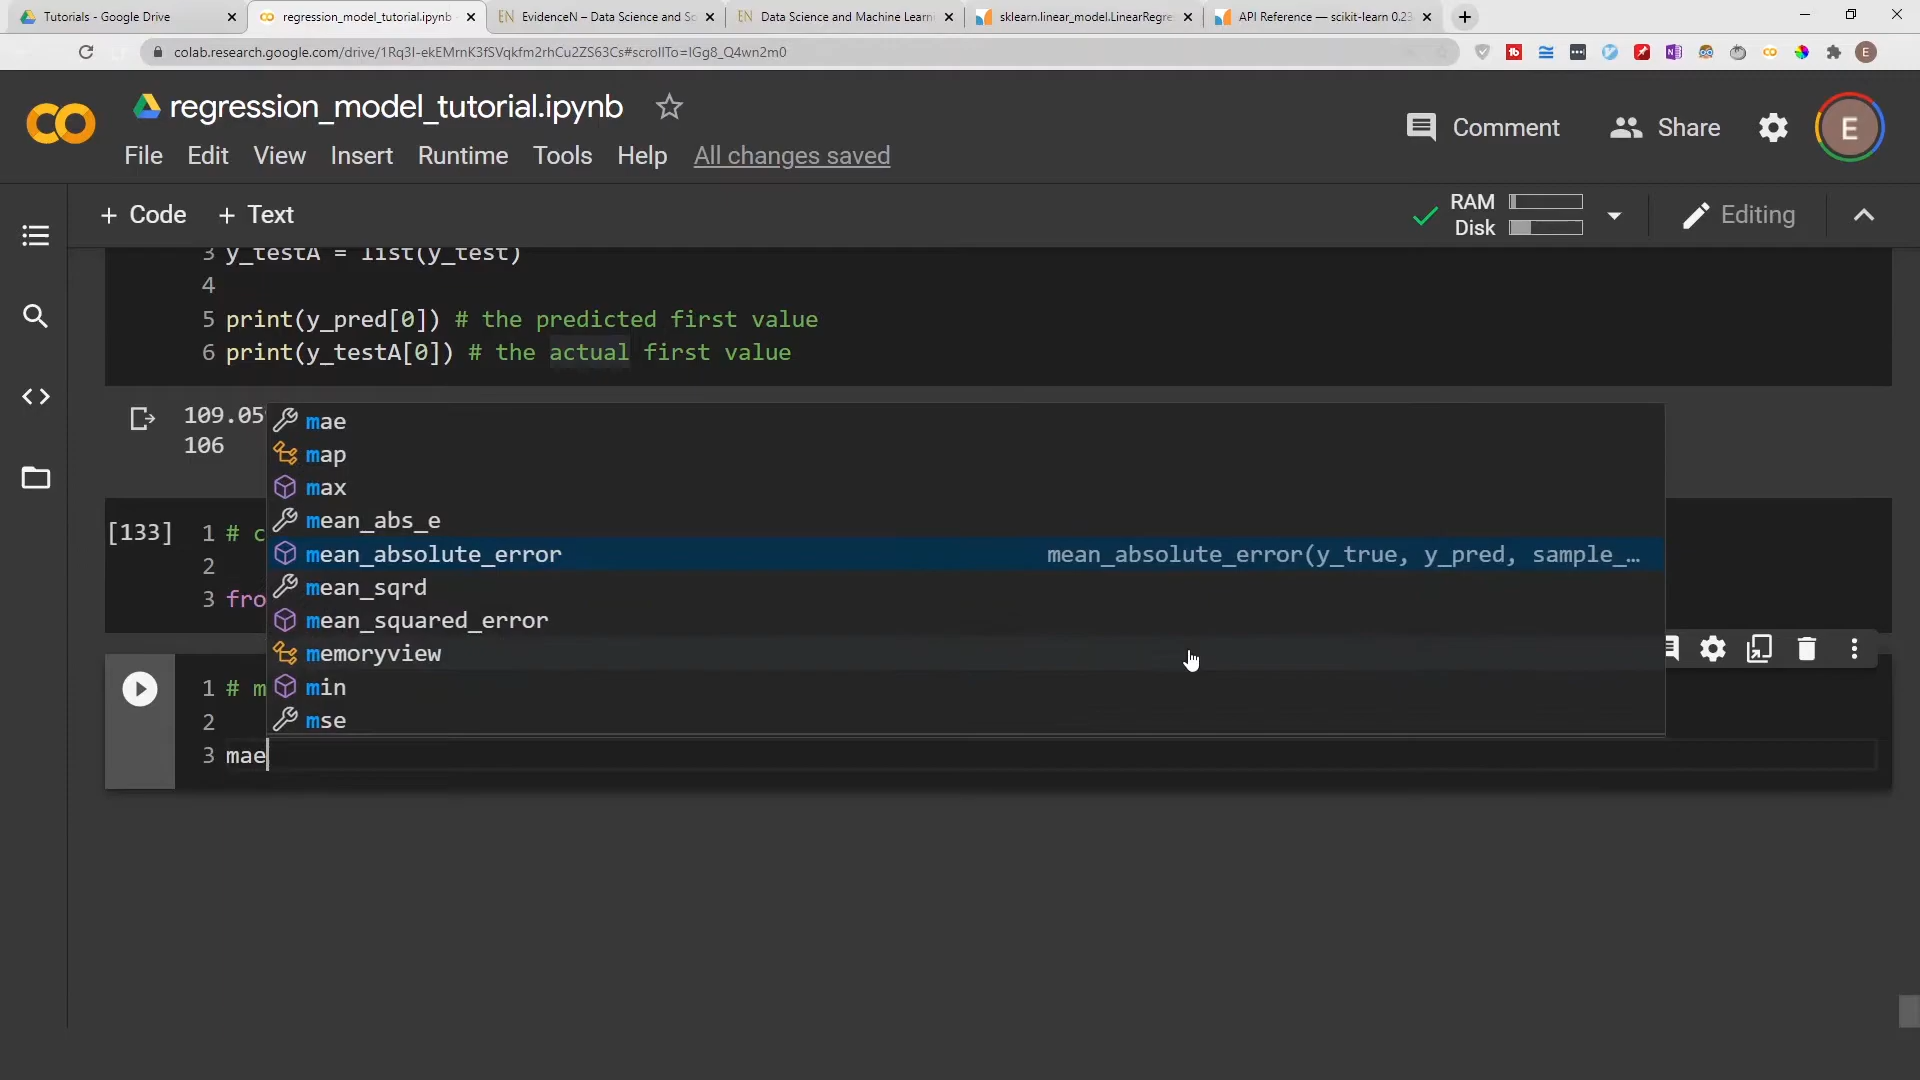 Tutorials - Google Drive
regression_model_tutorial.ipynb
EN EvidenceN – Data Science and So
EN Data Science and Machine Learn
sklearn.linear_model.LinearRegre
API Reference — scikit-learn 0.23
colab.research.google.com/drive/1Rq3I-ekEMrnK3fSVqkfm2rhCu2ZS63Cs#scrollTo=IGg8_Q4wn2m0
E
regression_model_tutorial.ipynb
Comment
Share
E
File Edit View Insert Runtime Tools Help All changes saved
+ Code + Text
RAM
Disk
Editing
3 y_testA = list(y_test)
4
5 print(y_pred[0]) # the predicted first value
6 print(y_testA[0]) # the actual first value
109.05
106
mae
map
max
mean_abs_e
mean_absolute_error mean_absolute_error(y_true, y_pred, sample_…
mean_sqrd
mean_squared_error
memoryview
min
mse
[133] 1 # c
2
3 fro
1 # m
2
3 mae